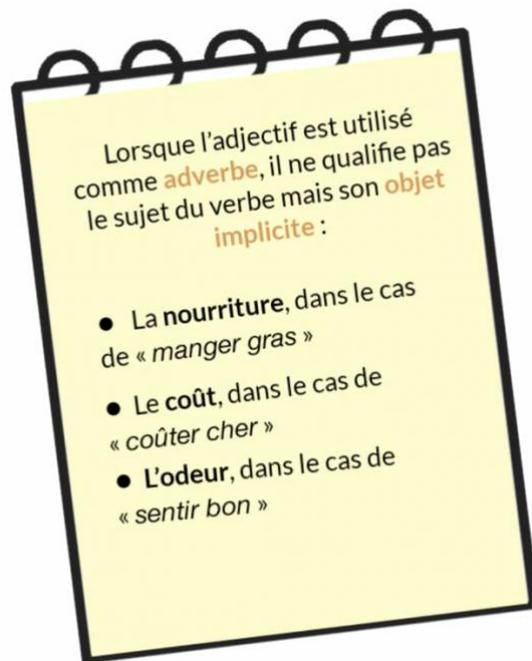 Lorsque l'adjectif est utilisé
comme adverbe, il ne qualifie pas
le sujet du verbe mais son objet
implicite :
● La nourriture, dans le cas
de « manger gras »
● Le coût, dans le cas de
« coûter cher »
● L'odeur, dans le cas de
« sentir bon »